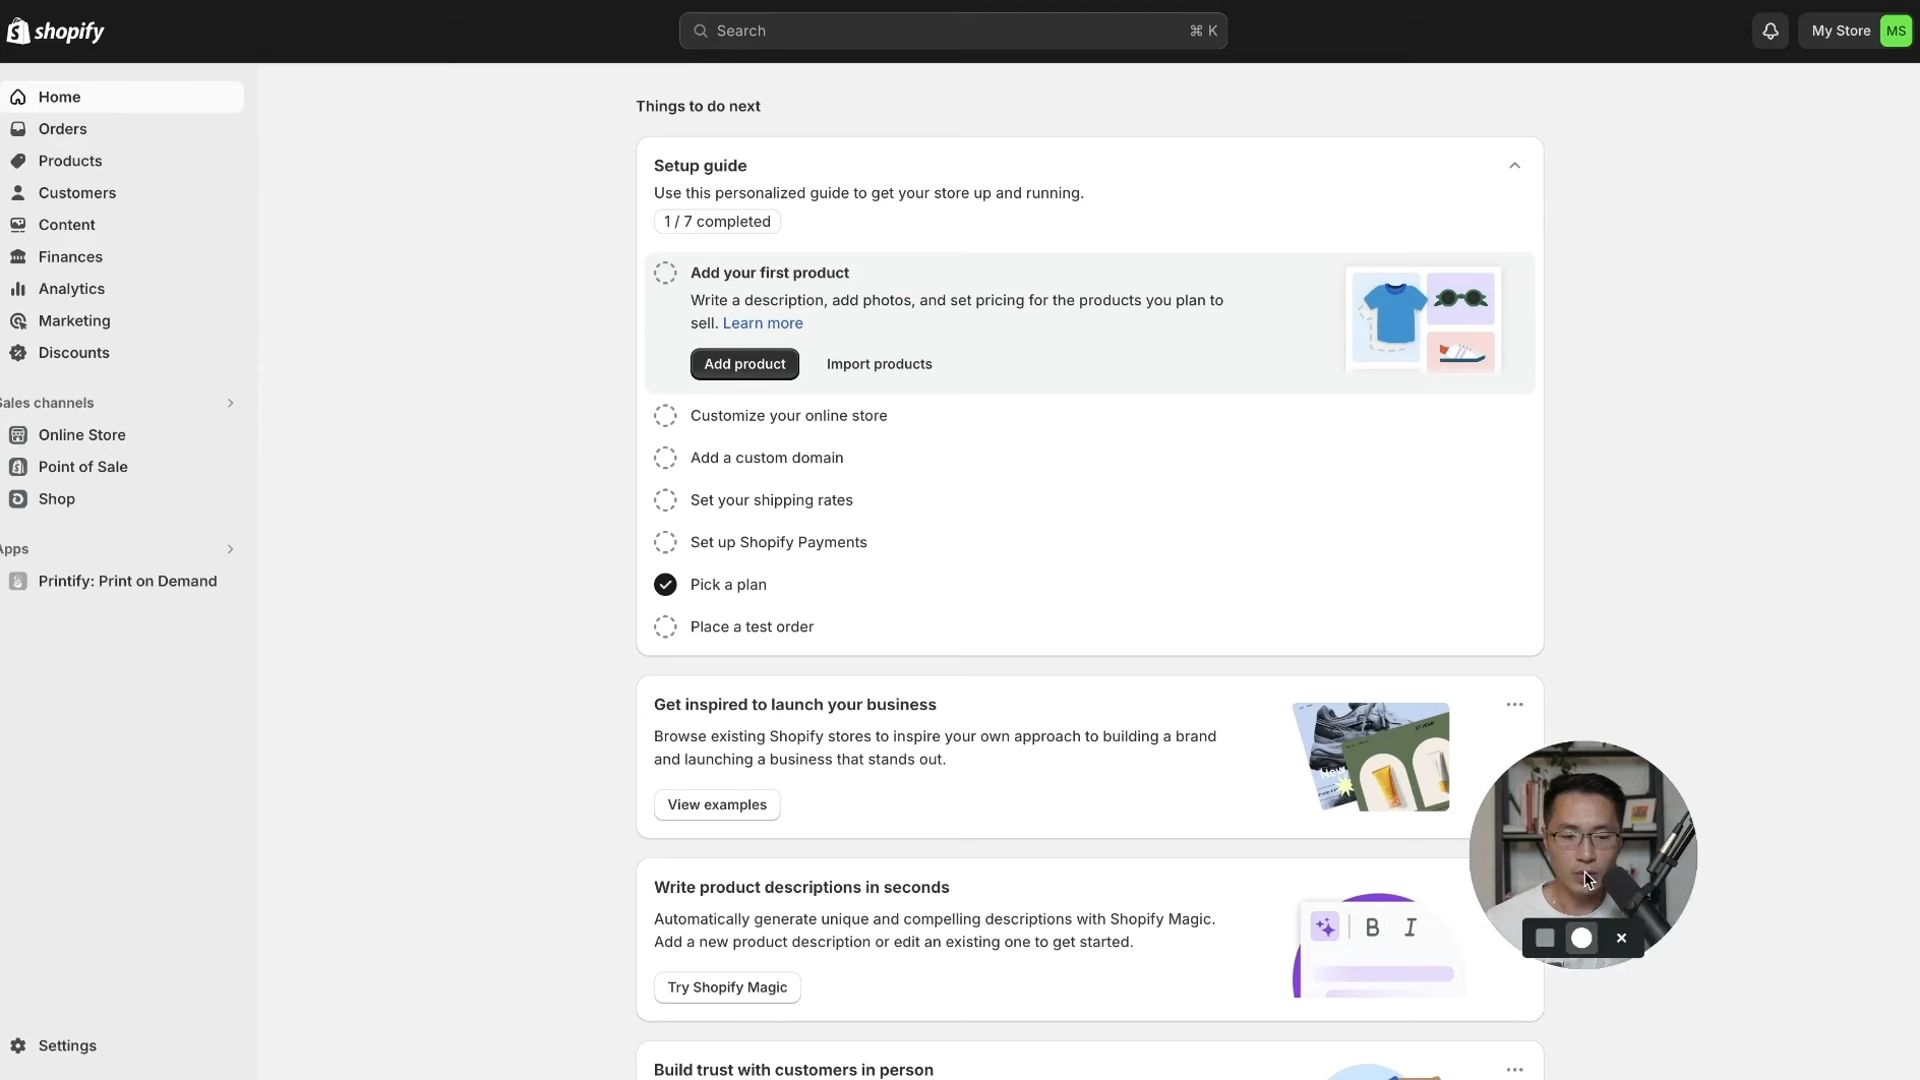 shopify
Search
⌘ K
My Store
MS
Home
Orders
Products
Customers
Content
Finances
Analytics
Marketing
Discounts
Sales channels
Online Store
Point of Sale
Shop
Apps
Printify: Print on Demand
Settings
Things to do next
Setup guide
Use this personalized guide to get your store up and running.
1 / 7 completed
Add your first product
Write a description, add photos, and set pricing for the products you plan to
sell. Learn more
Add product
Import products
Customize your online store
Add a custom domain
Set your shipping rates
Set up Shopify Payments
Pick a plan
Place a test order
Get inspired to launch your business
Browse existing Shopify stores to inspire your own approach to building a brand
and launching a business that stands out.
View examples
New
Write product descriptions in seconds
Automatically generate unique and compelling descriptions with Shopify Magic.
Add a new product description or edit an existing one to get started.
Try Shopify Magic
B I
Build trust with customers in person